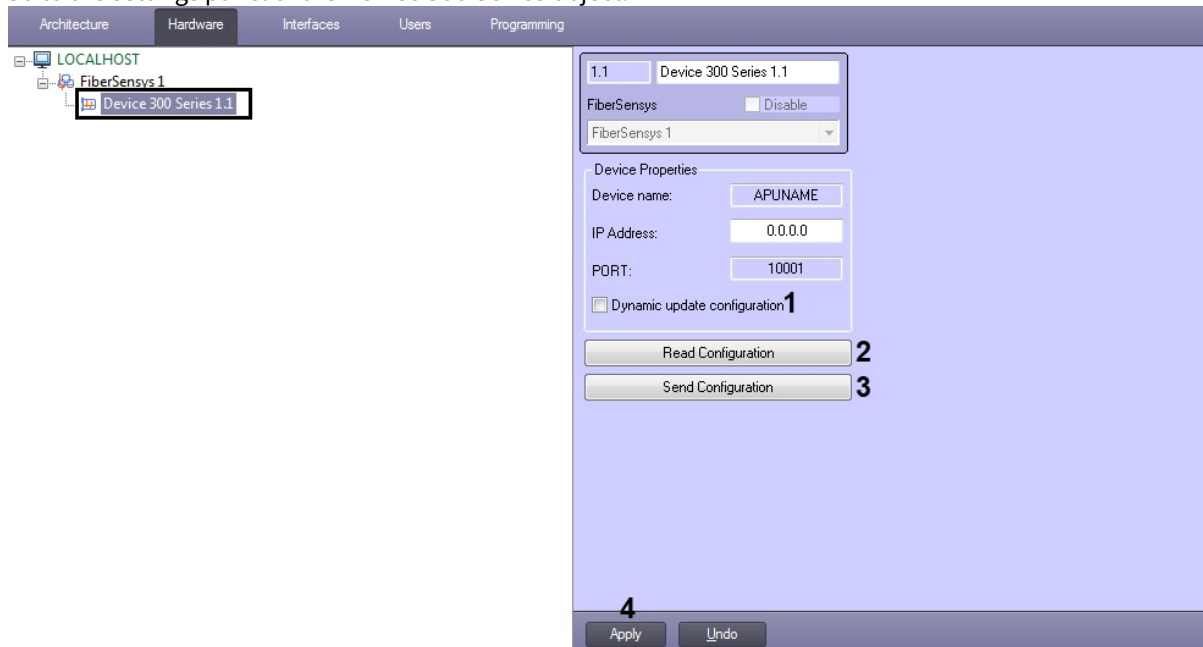 Architecture Hardware Interfaces Users Programming
LOCALHOST
FiberSensys 1
Device 300 Series 1.1
1.1 Device 300 Series 1.1
FiberSensys Disable
FiberSensys 1
Device Properties
Device name: APUNAME
IP Address: 0.0.0.0
PORT: 10001
Dynamic update configuration 1
Read Configuration 2
Send Configuration 3
4
Apply Undo